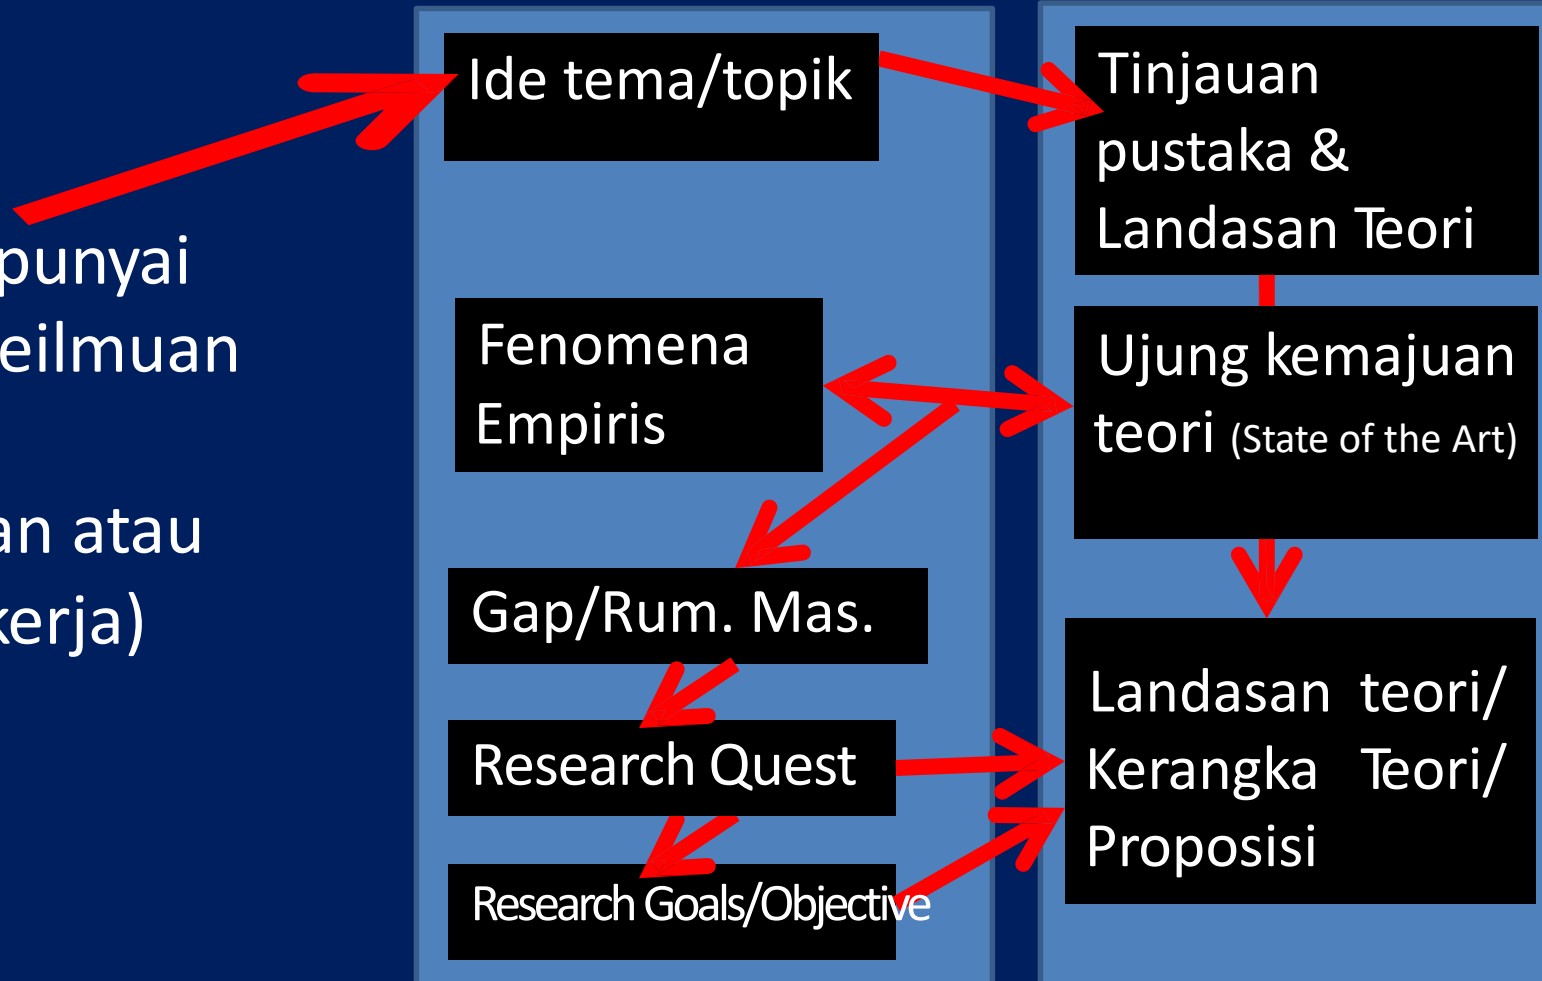 punyai
eilmuan
an atau
kerja)
Ide tema/topik
Fenomena
Empiris
Gap/Rum. Mas.
Research Quest
Research Goals/Objective
Tinjauan
pustaka &
Landasan Teori
Ujung kemajuan
teori (State of the Art)
Landasan teori/
Kerangka Teori/
Proposisi